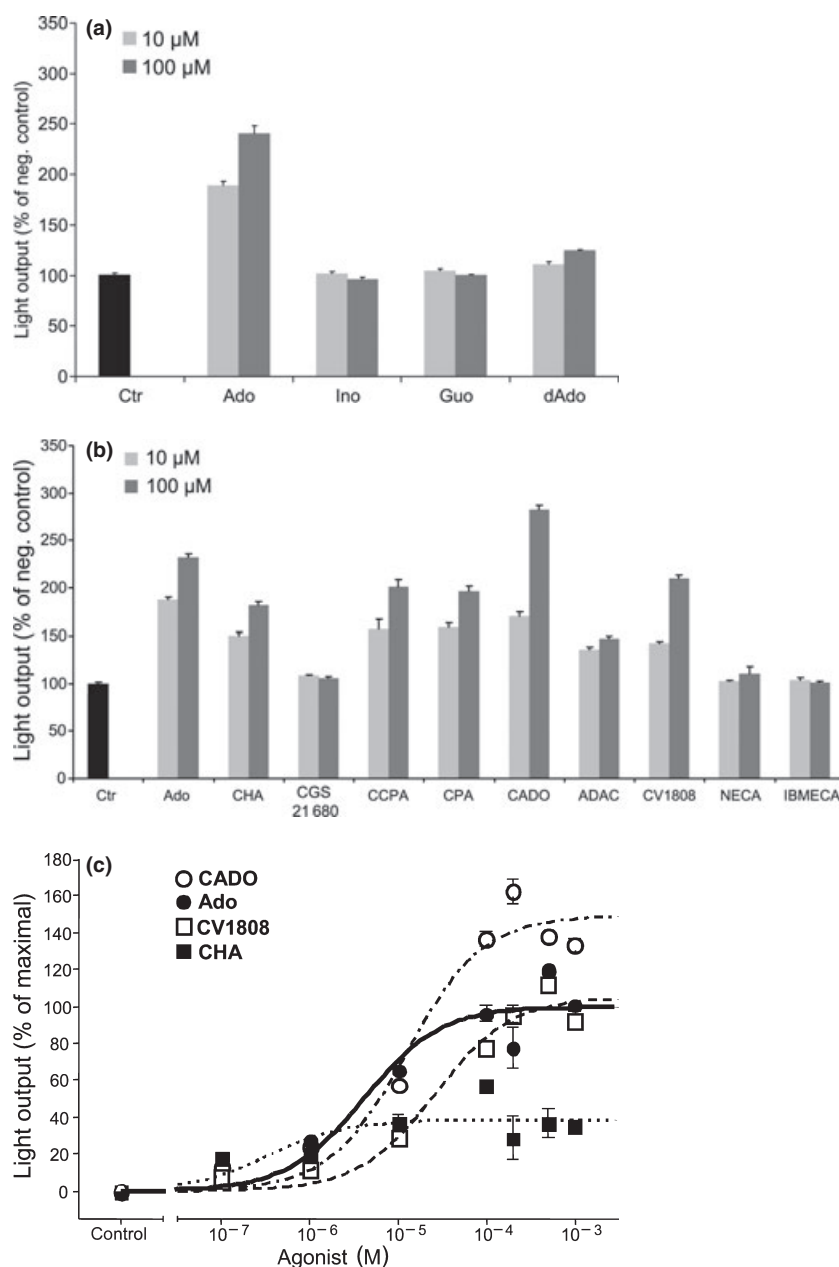 (a)
10 µM
100 µM
Light output (% of neg. control)
350
300
250
200
150
100
50
0
Ctr Ado Ino Guo dAdo
(b)
10 µM
100 µM
Light output (% of neg. control)
350
300
250
200
150
100
50
0
Ctr Ado CHA CGS CCPA CPA CADO ADAC CV1808 NECA IBMECA
21 680
(c)
CADO
Ado
CV1808
CHA
Light output (% of maximal)
180
160
140
120
100
80
60
40
20
0
Control 10⁻⁷ 10⁻⁶ 10⁻⁵ 10⁻⁴ 10⁻³
Agonist (M)